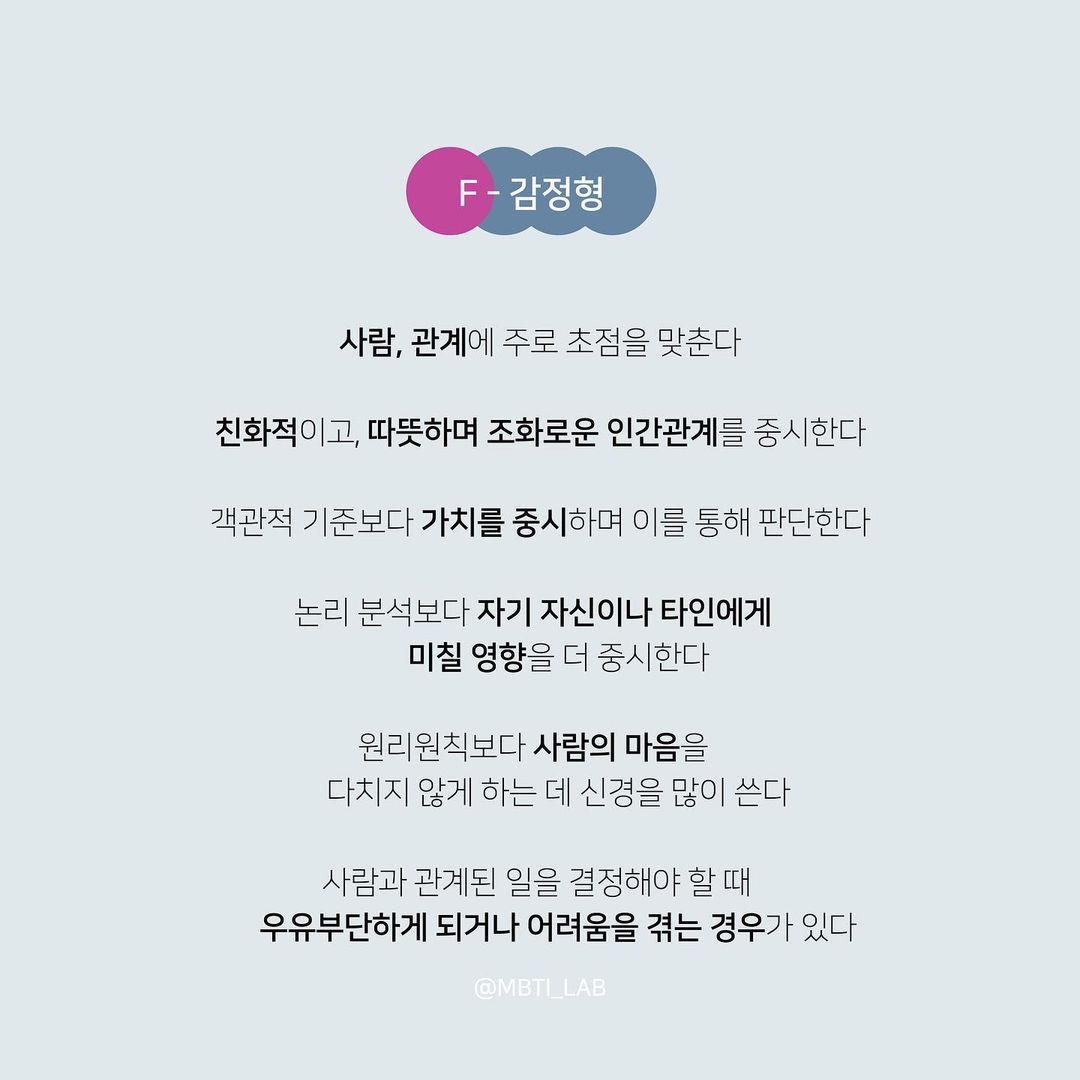 F - 감정형
사람, 관계에 주로 초점을 맞춘다
친화적이고, 따뜻하며 조화로운 인간관계를 중시한다
객관적 기준보다 가치를 중시하며 이를 통해 판단한다
논리 분석보다 자기 자신이나 타인에게
미칠 영향을 더 중시한다
원리원칙보다 사람의 마음을
다치지 않게 하는 데 신경을 많이 쓴다
사람과 관계된 일을 결정해야 할 때
우유부단하게 되거나 어려움을 겪는 경우가 있다
@MBTI_LAB